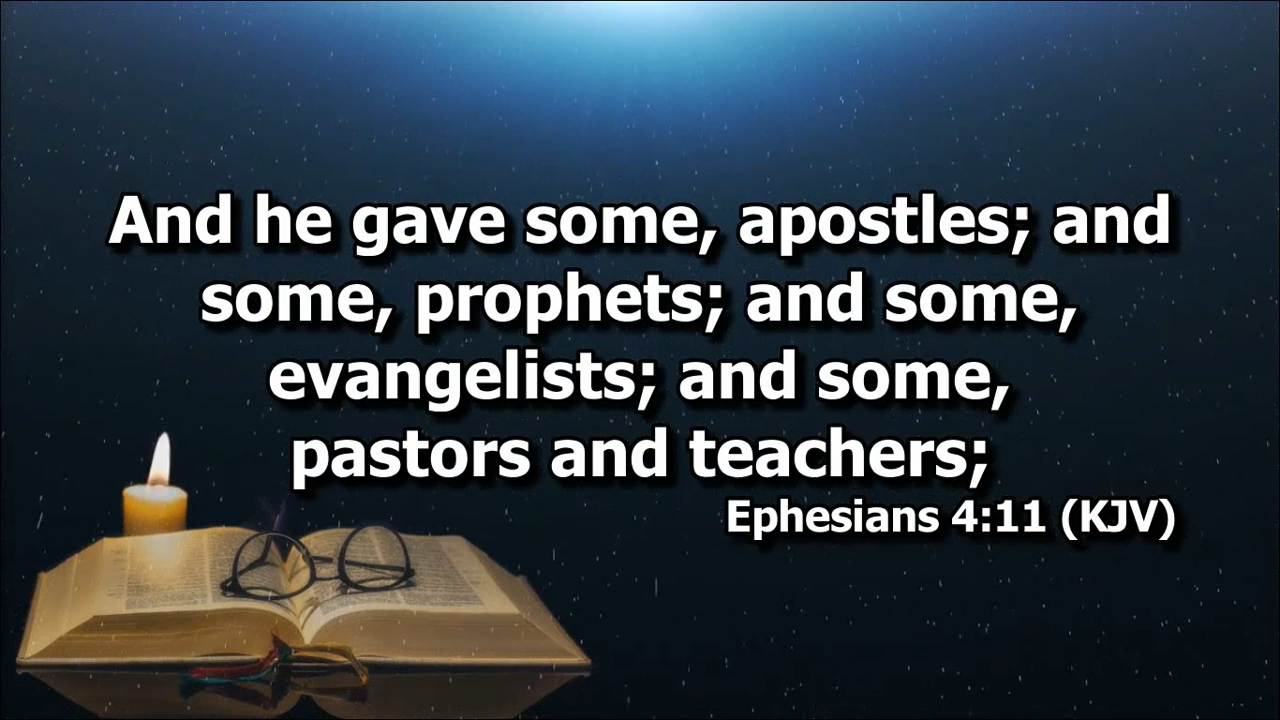 And he gave some, apostles; and
some, prophets; and some,
evangelists; and some,
pastors and teachers;
Ephesians 4:11 (KJV)